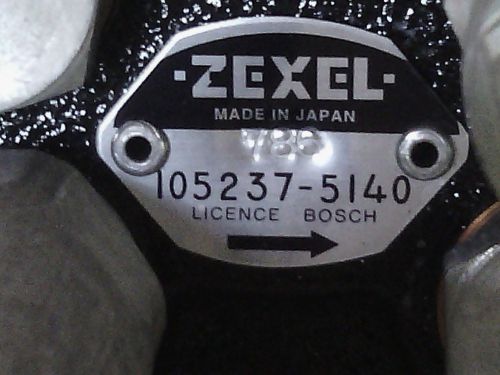 ·ZEXEL·
MADE IN JAPAN
105237-5140
LICENCE BOSCH